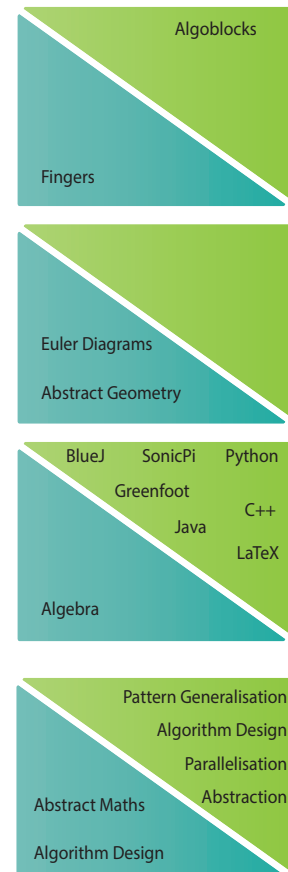 Algoblocks
Fingers
Euler Diagrams
Abstract Geometry
BlueJ SonicPi Python
Greenfoot
C++
Java
LaTeX
Algebra
Pattern Generalisation
Algorithm Design
Parallelisation
Abstraction
Abstract Maths
Algorithm Design